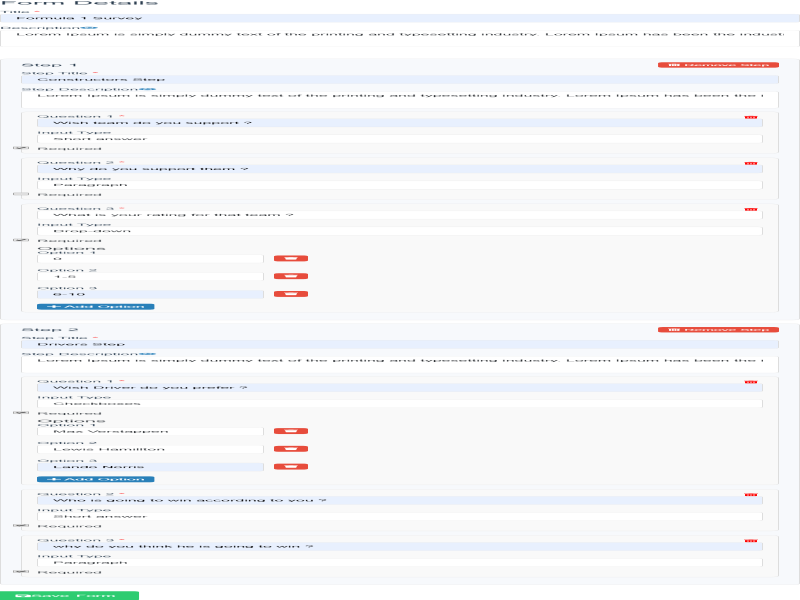 Form Details
Title *
Formula 1 Survey
Description
Lorem Ipsum is simply dummy text of the printing and typesetting industry. Lorem Ipsum has been the indust
Step 1
Remove Step
Step Title *
Constructors Step
Step Description
Lorem Ipsum is simply dummy text of the printing and typesetting industry. Lorem Ipsum has been the i
Question 1 *
Wish team do you support ?
Input Type
Short answer
Required
Question 2 *
Why do you support them ?
Input Type
Paragraph
Required
Question 3 *
What is your rating for that team ?
Input Type
Drop-down
Required
Options
Option 1
0
Option 2
1-5
Option 3
6-10
+ Add Option
Step 2
Remove Step
Step Title *
Drivers Step
Step Description
Lorem Ipsum is simply dummy text of the printing and typesetting industry. Lorem Ipsum has been the i
Question 1 *
Wish Driver do you prefer ?
Input Type
Checkboxes
Required
Options
Option 1
Max Verstappen
Option 2
Lewis Hamillton
Option 3
Lando Norris
+ Add Option
Question 2 *
Who is going to win according to you ?
Input Type
Short answer
Required
Question 3 *
why do you think he is going to win ?
Input Type
Paragraph
Required
Save Form